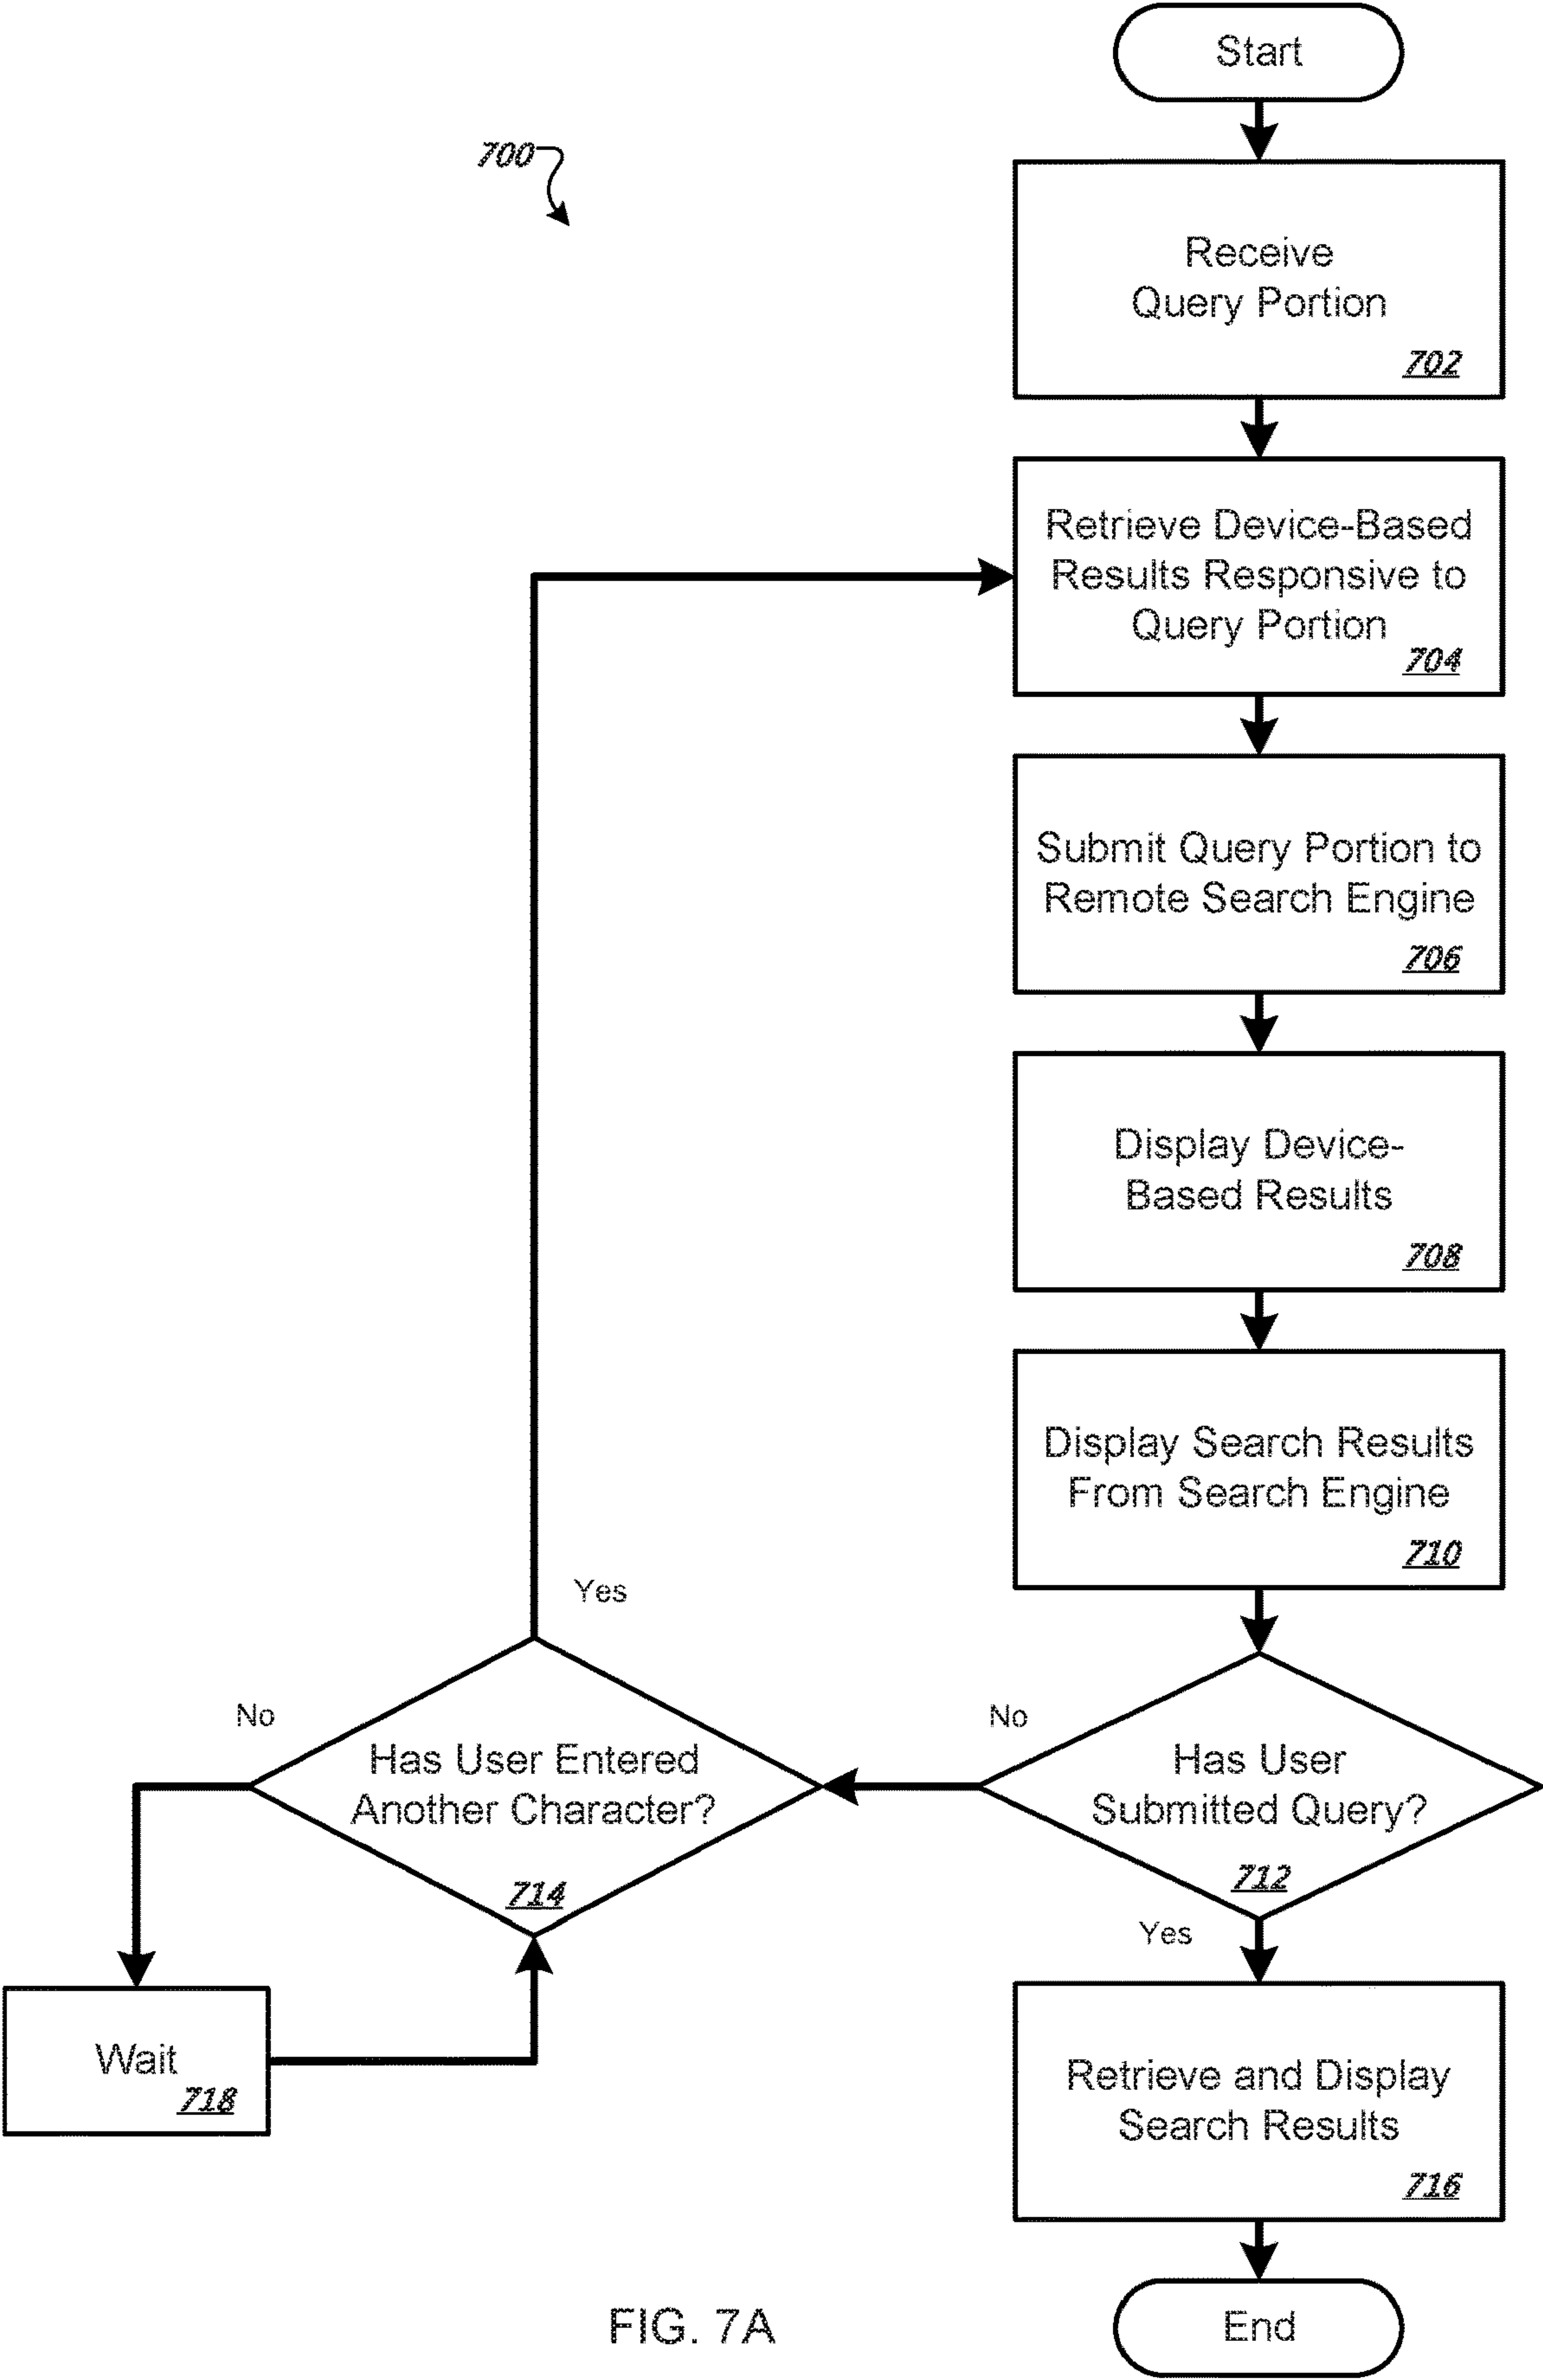 Start
700
Receive
Query Portion
702
Retrieve Device-Based
Results Responsive to
Query Portion
704
Submit Query Portion to
Remote Search Engine
706
Display Device-
Based Results
708
Display Search Results
From Search Engine
710
Yes
No
Has User Entered
Another Character?
714
No
Has User
Submitted Query?
712
Yes
Wait
718
Retrieve and Display
Search Results
716
End
FIG. 7A